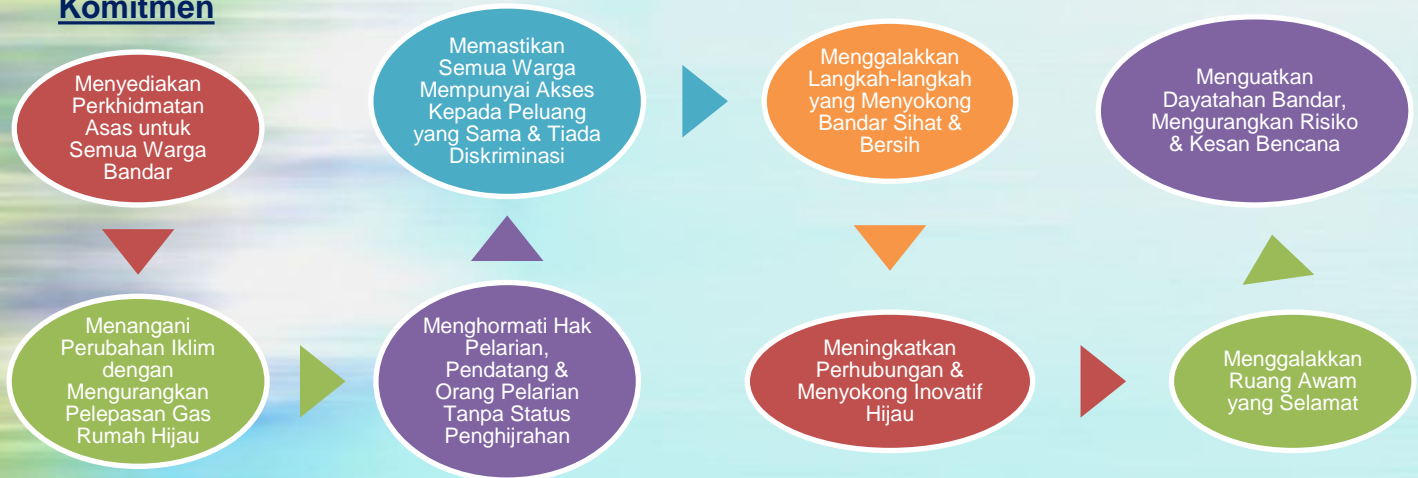 Komitmen
Menyediakan
Perkhidmatan
Asas untuk
Semua Warga
Bandar
Menangani
Perubahan Iklim
dengan
Mengurangkan
Pelepasan Gas
Rumah Hijau
Menghormati Hak
Pelarian,
Pendatang &
Orang Pelarian
Tanpa Status
Penghijrahan
Memastikan
Semua Warga
Mempunyai Akses
Kepada Peluang
yang Sama & Tiada
Diskriminasi
Menggalakkan
Langkah-langkah
yang Menyokong
Bandar Sihat &
Bersih
Meningkatkan
Perhubungan &
Menyokong Inovatif
Hijau
Menggalakkan
Ruang Awam
yang Selamat
Menguatkan
Dayatahan Bandar,
Mengurangkan Risiko
& Kesan Bencana